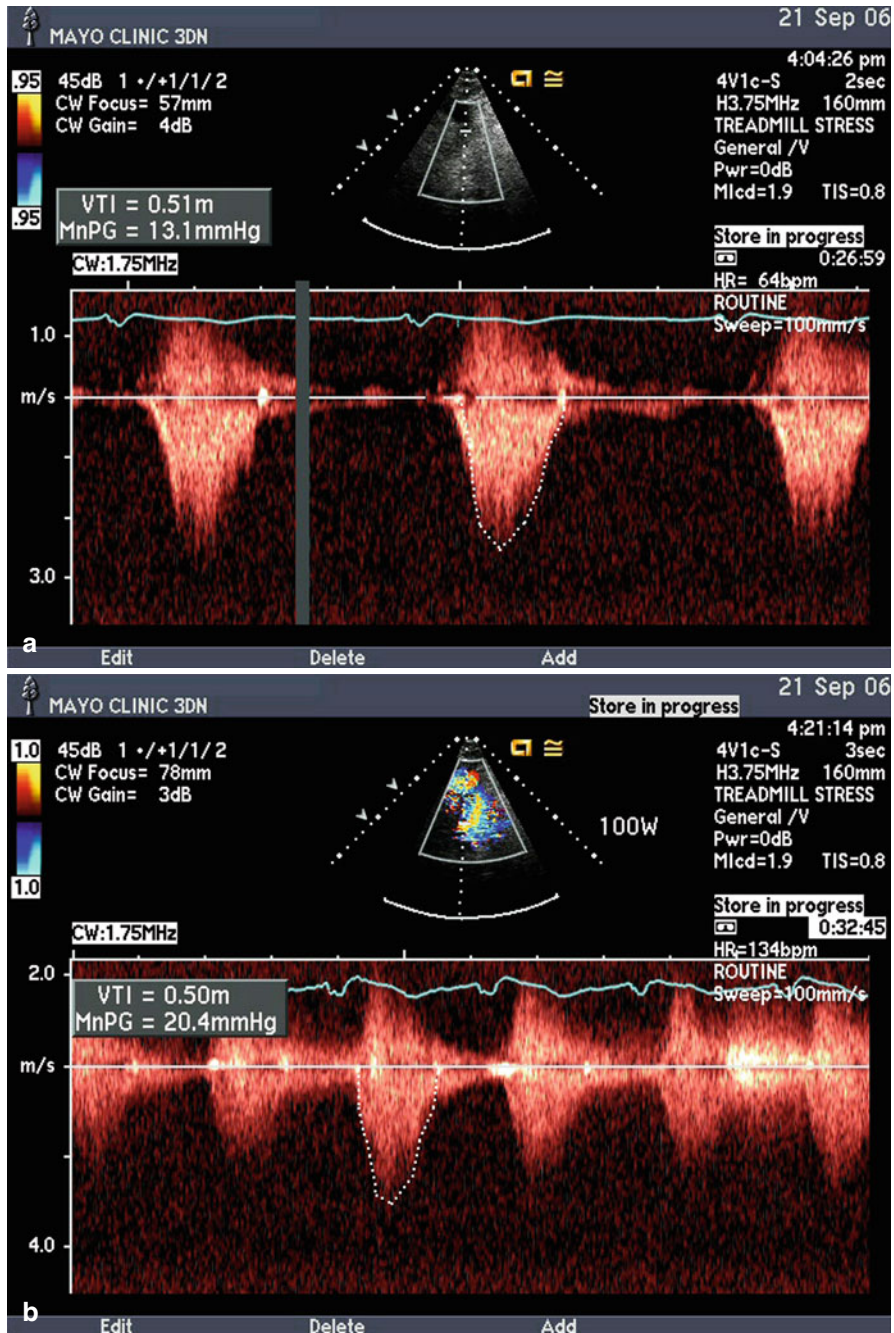 21 Sep 06
MAYO CLINIC 3DN
4:04:26 pm
.95
45dB 1 •/+1/1/ 2
CW Focus= 57mm
CW Gain= 4dB
.95
4V1c-S 2sec
H3.75MHz 160mm
TREADMILL STRESS
General /V
Pwr=0dB
MIcd=1.9 TIS=0.8
VTI = 0.51m
MnPG = 13.1mmHg
Store in progress
0:26:59
CW:1.75MHz
HR= 64bpm
ROUTINE
Sweep=100mm/s
1.0
m/s
3.0
a
Edit Delete Add
21 Sep 06
MAYO CLINIC 3DN
Store in progress
4:21:14 pm
1.0
45dB 1 •/+1/1/ 2
CW Focus= 78mm
CW Gain= 3dB
1.0
4V1c-S 3sec
H3.75MHz 160mm
TREADMILL STRESS
General /V
Pwr=0dB
MIcd=1.9 TIS=0.8
100W
Store in progress
0:32:45
CW:1.75MHz
HR=134bpm
ROUTINE
Sweep=100mm/s
2.0
VTI = 0.50m
MnPG = 20.4mmHg
m/s
4.0
b
Edit Delete Add